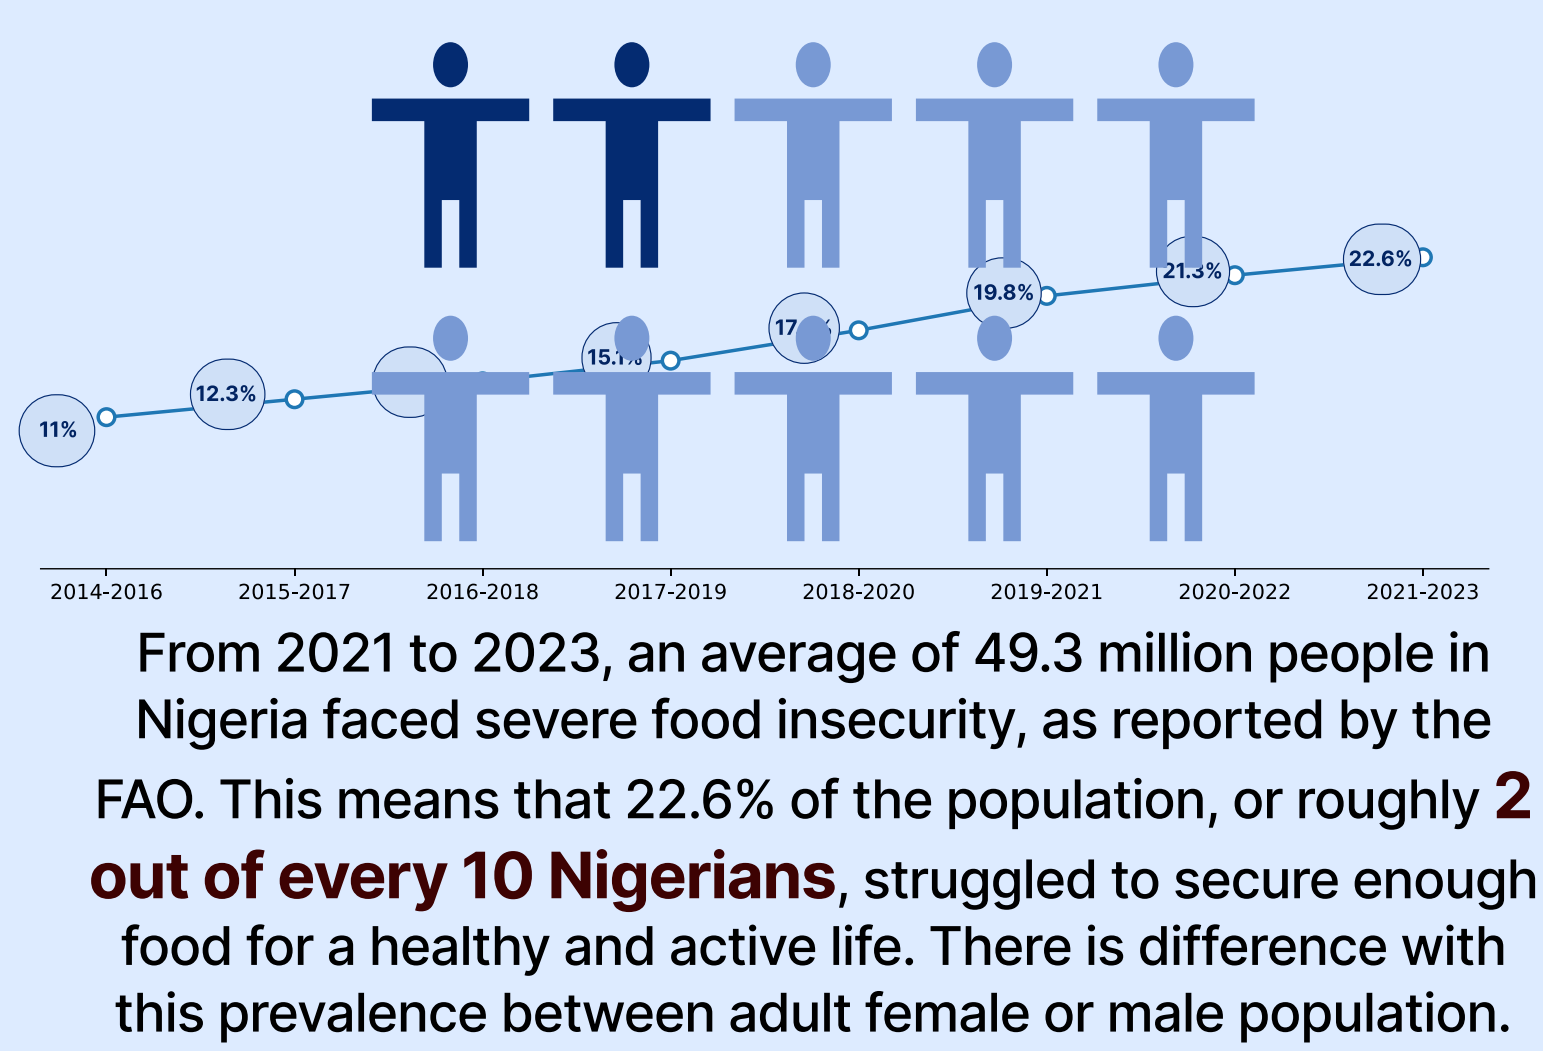 22.6%
21.3%
19.8%
15.1%
12.3%
11%
2014-2016 2015-2017 2016-2018 2017-2019 2018-2020 2019-2021 2020-2022 2021-2023
From 2021 to 2023, an average of 49.3 million people in
Nigeria faced severe food insecurity, as reported by the
FAO. This means that 22.6% of the population, or roughly 2
out of every 10 Nigerians, struggled to secure enough
food for a healthy and active life. There is difference with
this prevalence between adult female or male population.